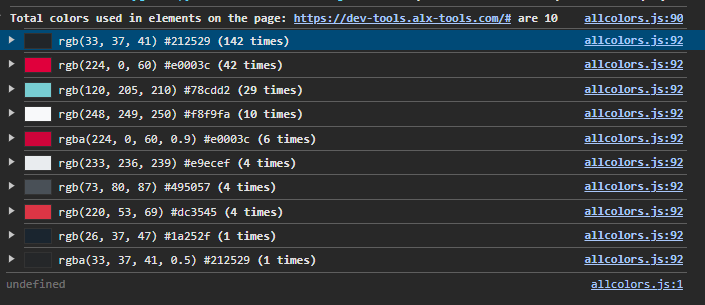 Total colors used in elements on the page: https://dev-tools.alx-tools.com/# are 10 allcolors.js:90
rgb(33, 37, 41) #212529 (142 times) allcolors.js:92
rgb(224, 0, 60) #e0003c (42 times) allcolors.js:92
rgb(120, 205, 210) #78cdd2 (29 times) allcolors.js:92
rgb(248, 249, 250) #f8f9fa (10 times) allcolors.js:92
rgba(224, 0, 60, 0.9) #e0003c (6 times) allcolors.js:92
rgb(233, 236, 239) #e9ecef (4 times) allcolors.js:92
rgb(73, 80, 87) #495057 (4 times) allcolors.js:92
rgb(220, 53, 69) #dc3545 (4 times) allcolors.js:92
rgb(26, 37, 47) #1a252f (1 times) allcolors.js:92
rgba(33, 37, 41, 0.5) #212529 (1 times) allcolors.js:92
undefined allcolors.js:1